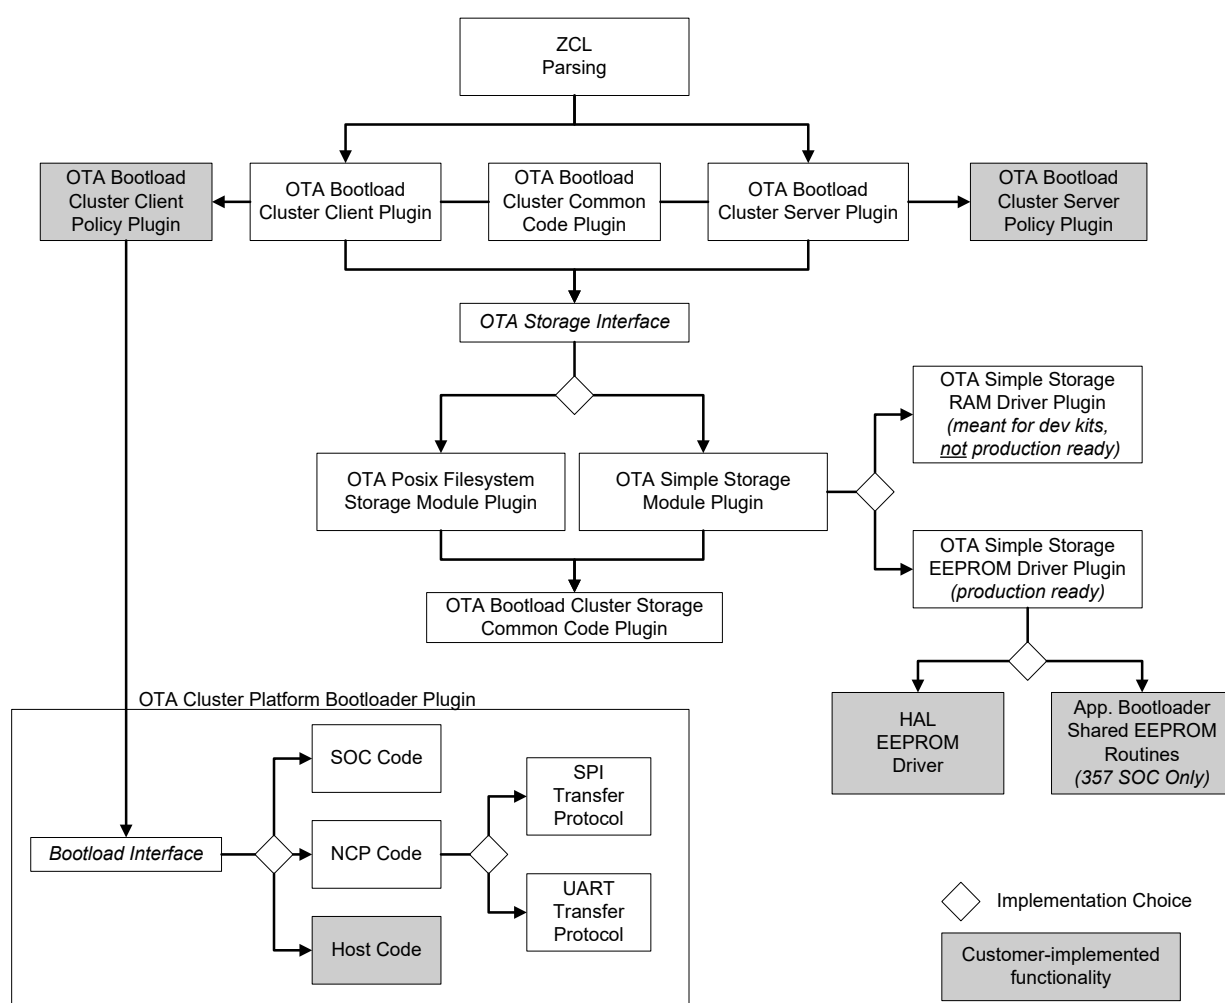 ZCL
Parsing
OTA Bootload
Cluster Client
Policy Plugin
OTA Bootload
Cluster Client Plugin
OTA Bootload
Cluster Common
Code Plugin
OTA Bootload
Cluster Server Plugin
OTA Bootload
Cluster Server
Policy Plugin
OTA Storage Interface
OTA Simple Storage
RAM Driver Plugin
(meant for dev kits,
not production ready)
OTA Posix Filesystem
Storage Module Plugin
OTA Simple Storage
Module Plugin
OTA Simple Storage
EEPROM Driver Plugin
(production ready)
OTA Bootload Cluster Storage
Common Code Plugin
HAL
EEPROM
Driver
App. Bootloader
Shared EEPROM
Routines
(357 SOC Only)
OTA Cluster Platform Bootloader Plugin
Bootload Interface
SOC Code
NCP Code
Host Code
SPI
Transfer
Protocol
UART
Transfer
Protocol
Implementation Choice
Customer-implemented
functionality